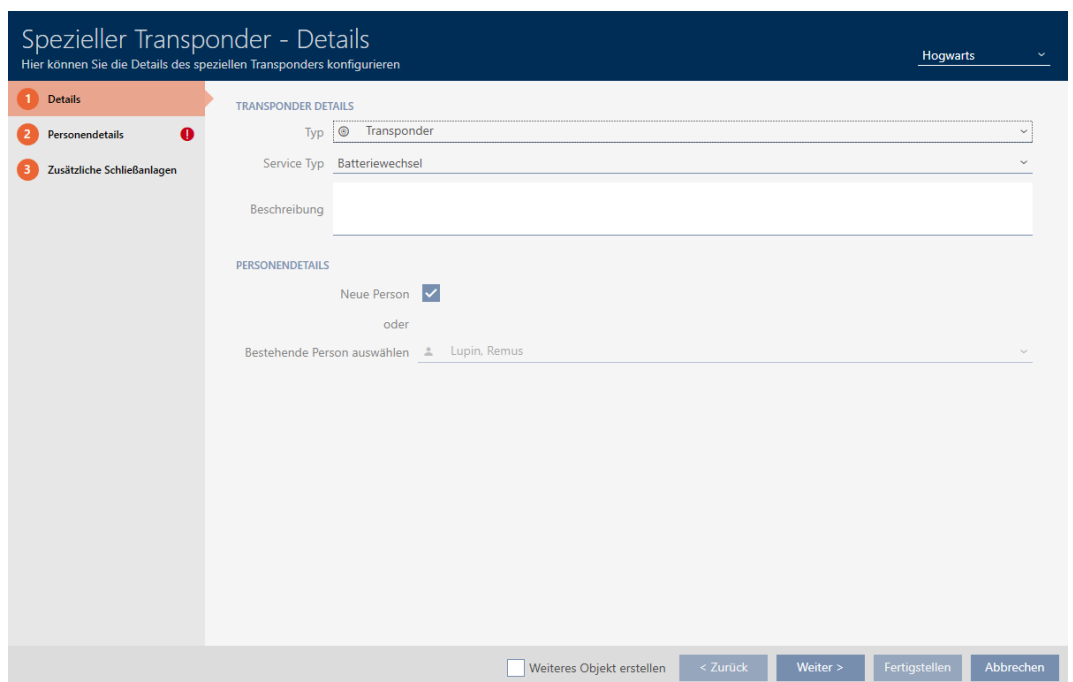 Spezieller Transponder - Details
Hier können Sie die Details des speziellen Transponders konfigurieren
Hogwarts
1 Details
2 Personendetails
3 Zusätzliche Schließanlagen
TRANSPONDER DETAILS
Typ Transponder
Service Typ Batteriewechsel
Beschreibung
PERSONENDETAILS
Neue Person
oder
Bestehende Person auswählen Lupin, Remus
Weiteres Objekt erstellen < Zurück Weiter > Fertigstellen Abbrechen